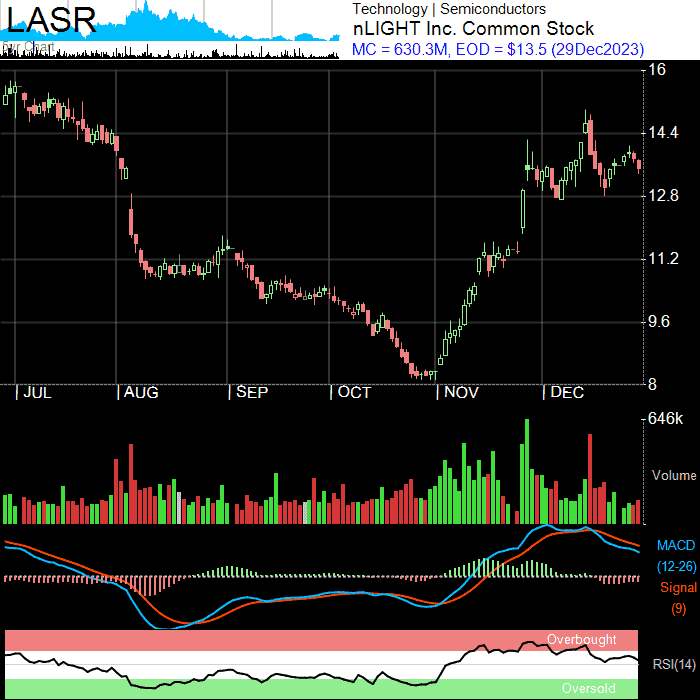 LASR
Technology | Semiconductors
nLIGHT Inc. Common Stock
MC = 630.3M, EOD = $13.5 (29Dec2023)
5yr Chart
16
14.4
12.8
11.2
9.6
8
JUL
AUG
SEP
OCT
NOV
DEC
646k
Volume
MACD
(12-26)
Signal
(9)
Overbought
RSI(14)
Oversold